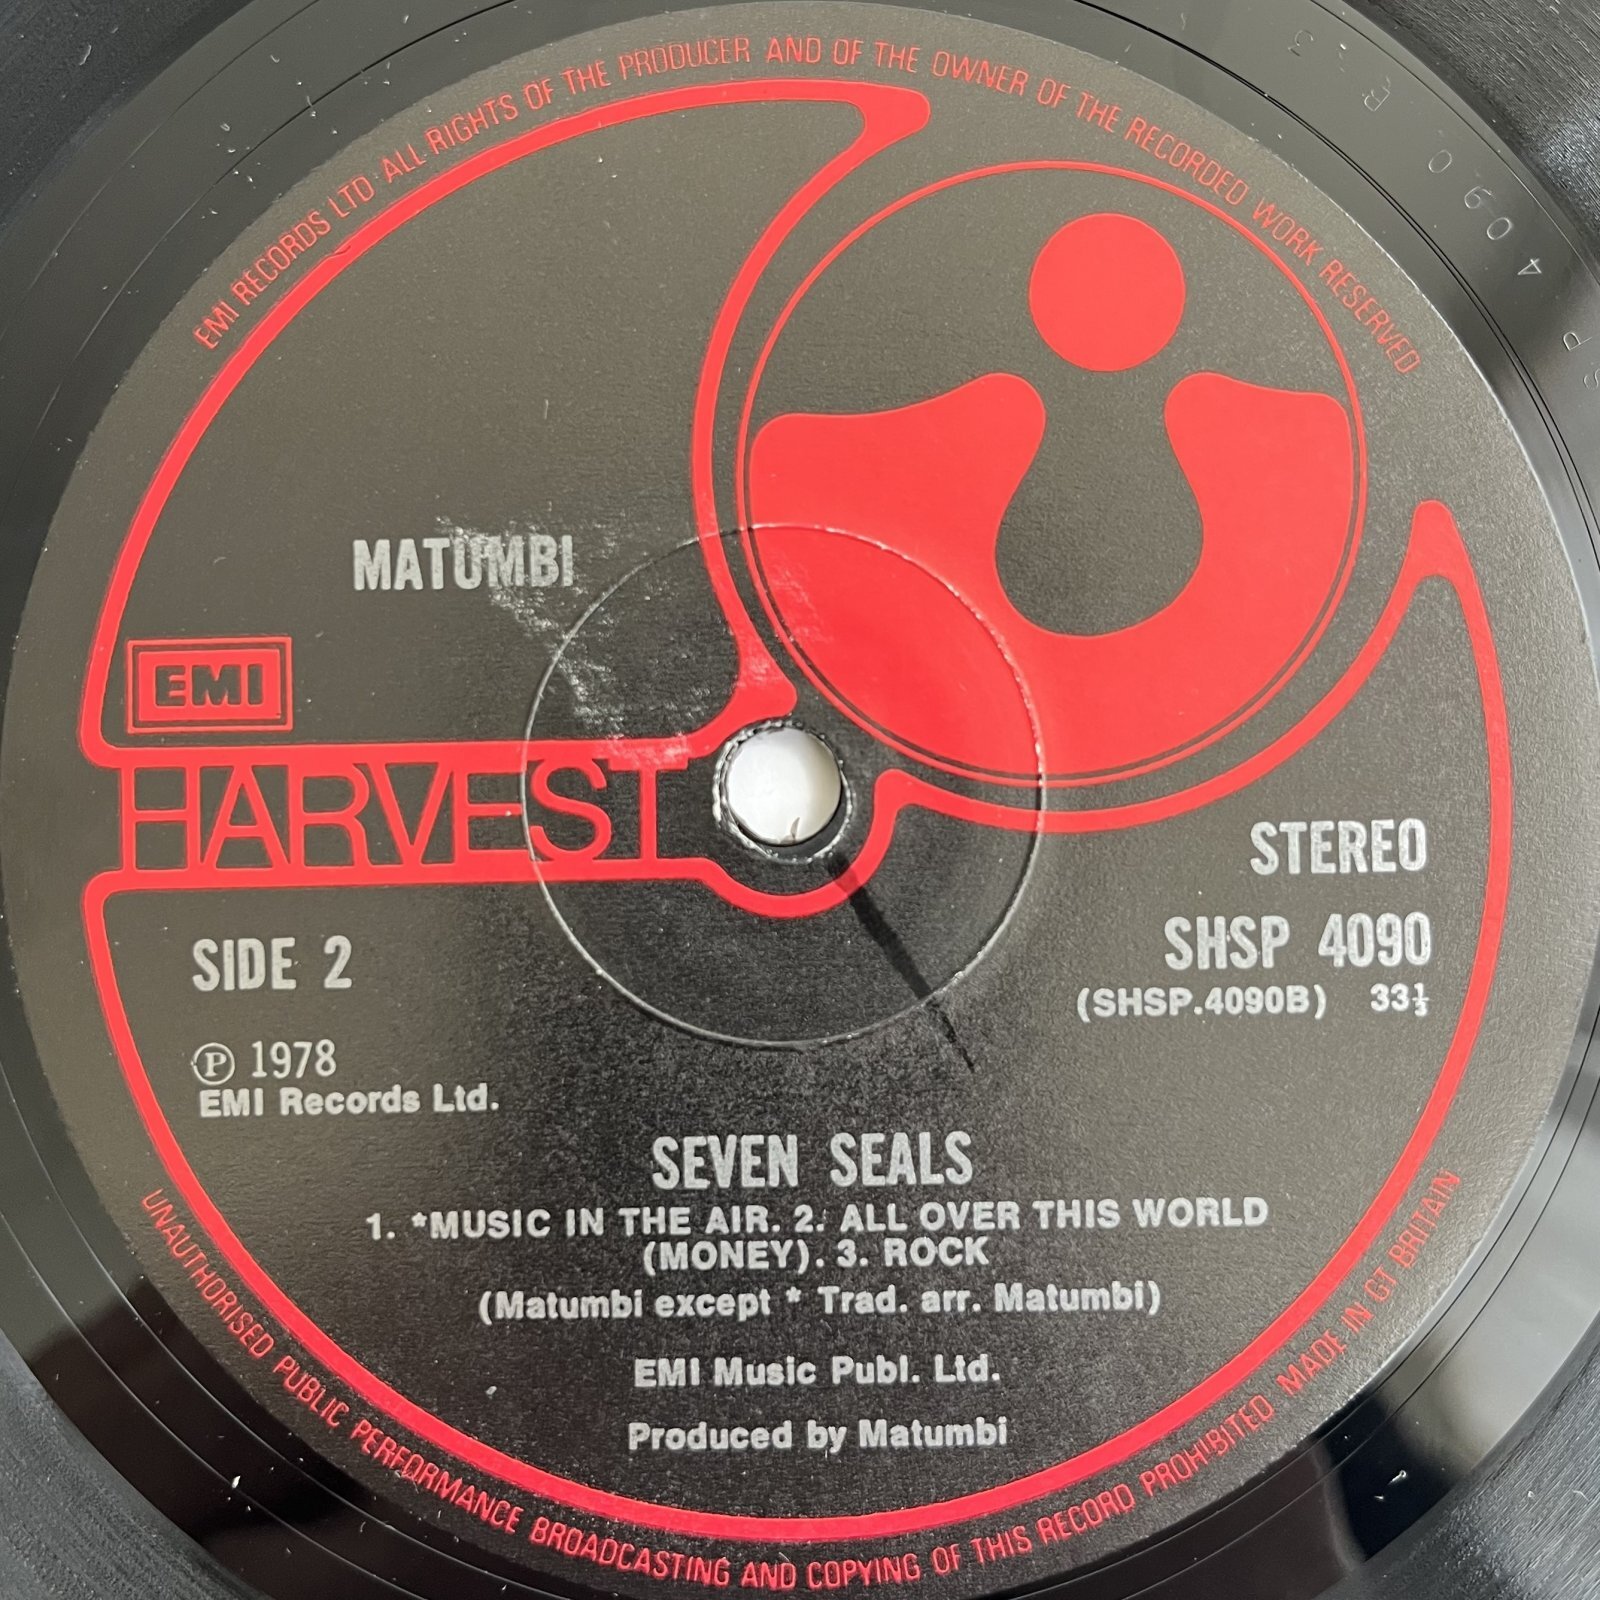 EMI RECORDS LTD ALL RIGHTS OF THE PRODUCER AND OF THE OWNER OF THE RECORDED WORK RESERVED
MATUMBI
EMI
HARVEST
STEREO
SIDE 2
SHSP 4090
(SHSP.4090B) 33⅓
Ⓟ 1978
EMI Records Ltd.
SEVEN SEALS
1. *MUSIC IN THE AIR. 2. ALL OVER THIS WORLD
(MONEY). 3. ROCK
(Matumbi except * Trad. arr. Matumbi)
EMI Music Publ. Ltd.
Produced by Matumbi
UNAUTHORISED PUBLIC PERFORMANCE BROADCASTING AND COPYING OF THIS RECORD PROHIBITED MADE IN GT BRITAIN